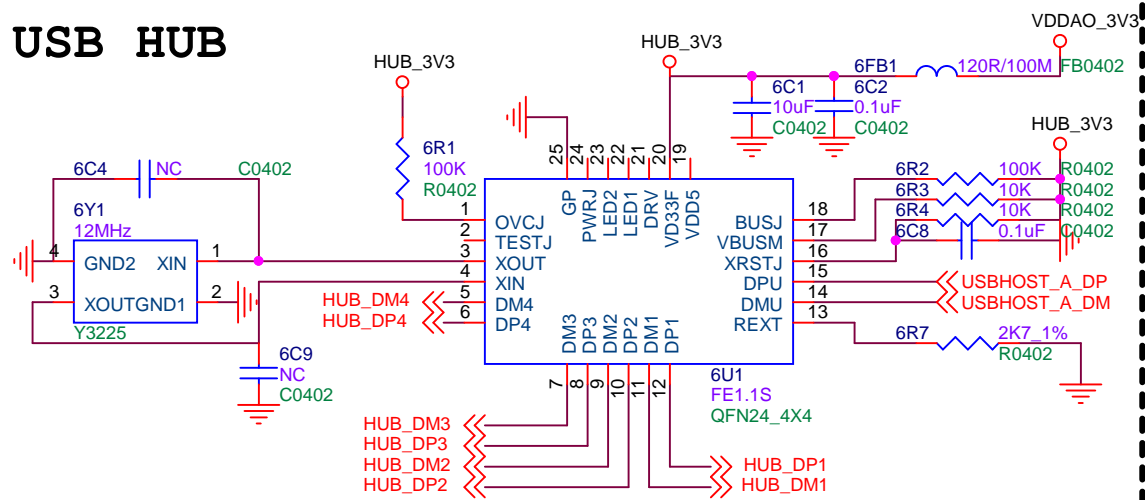 USB HUB
VDDAO_3V3
HUB_3V3
HUB_3V3
6FB1
120R/100M
FB0402
6C1
10uF
C0402
6C2
0.1uF
C0402
HUB_3V3
6R1
100K
R0402
6C4
NC
C0402
6R2
100K
R0402
6R3
10K
R0402
6R4
10K
R0402
6C8
0.1uF
C0402
25
24
23
22
21
20
19
GP
PWRJ
LED2
LED1
DRV
VD33F
VDD5
1
OVCJ
2
TESTJ
3
XOUT
4
XIN
5
DM4
6
DP4
BUSJ
18
VBUSM
17
XRSTJ
16
DPU
15
DMU
14
REXT
13
DM3
DP3
DM2
DP2
DM1
DP1
7
8
9
10
11
12
6Y1
12MHz
4
GND2
XIN
1
3
XOUT
GND1
2
Y3225
6C9
NC
C0402
HUB_DM4
HUB_DP4
USBHOST_A_DP
USBHOST_A_DM
6R7
2K7_1%
R0402
6U1
FE1.1S
QFN24_4X4
HUB_DM3
HUB_DP3
HUB_DM2
HUB_DP2
HUB_DP1
HUB_DM1